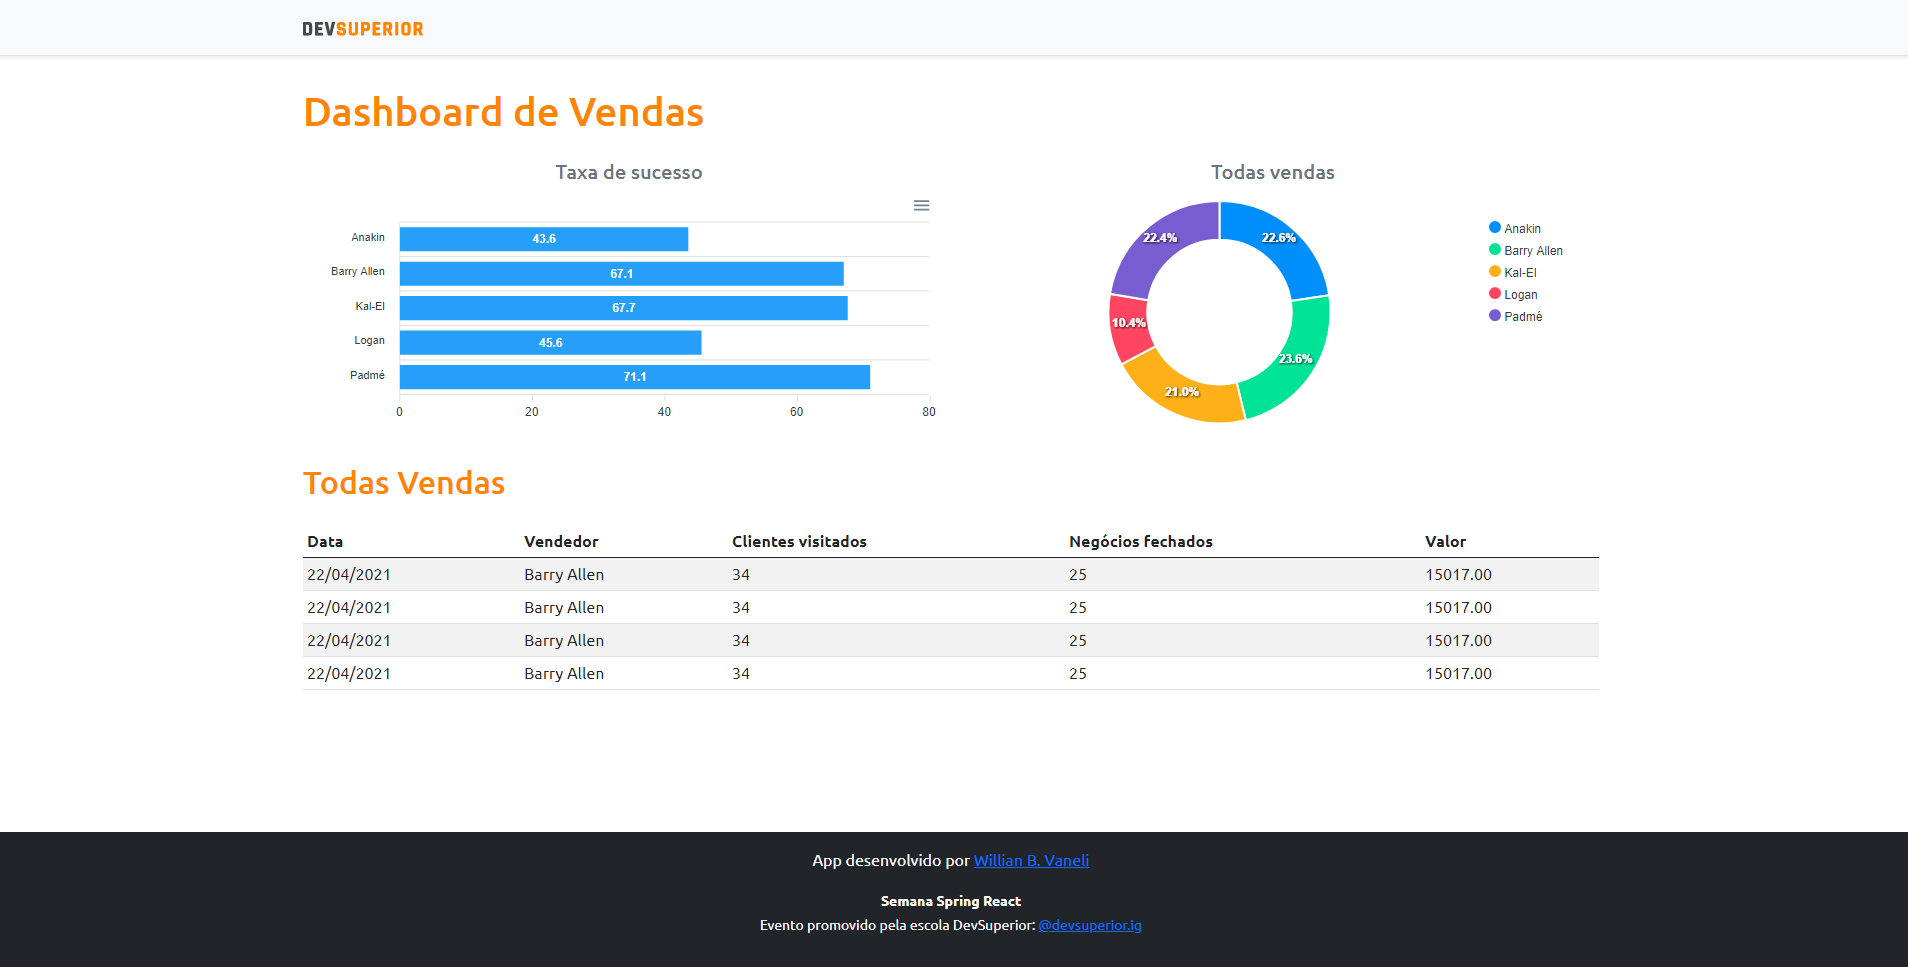 DEVSUPERIOR
Dashboard de Vendas
Taxa de sucesso
Anakin
43.6
Barry Allen
67.1
Kal-El
67.7
Logan
45.6
Padmé
71.1
0 20 40 60 80
Todas vendas
22.4%
22.6%
10.4%
23.6%
21.0%
Anakin
Barry Allen
Kal-El
Logan
Padmé
Todas Vendas
Data Vendedor Clientes visitados Negócios fechados Valor
22/04/2021 Barry Allen 34 25 15017.00
22/04/2021 Barry Allen 34 25 15017.00
22/04/2021 Barry Allen 34 25 15017.00
22/04/2021 Barry Allen 34 25 15017.00
App desenvolvido por Willian B. Vaneli
Semana Spring React
Evento promovido pela escola DevSuperior: @devsuperior.ig